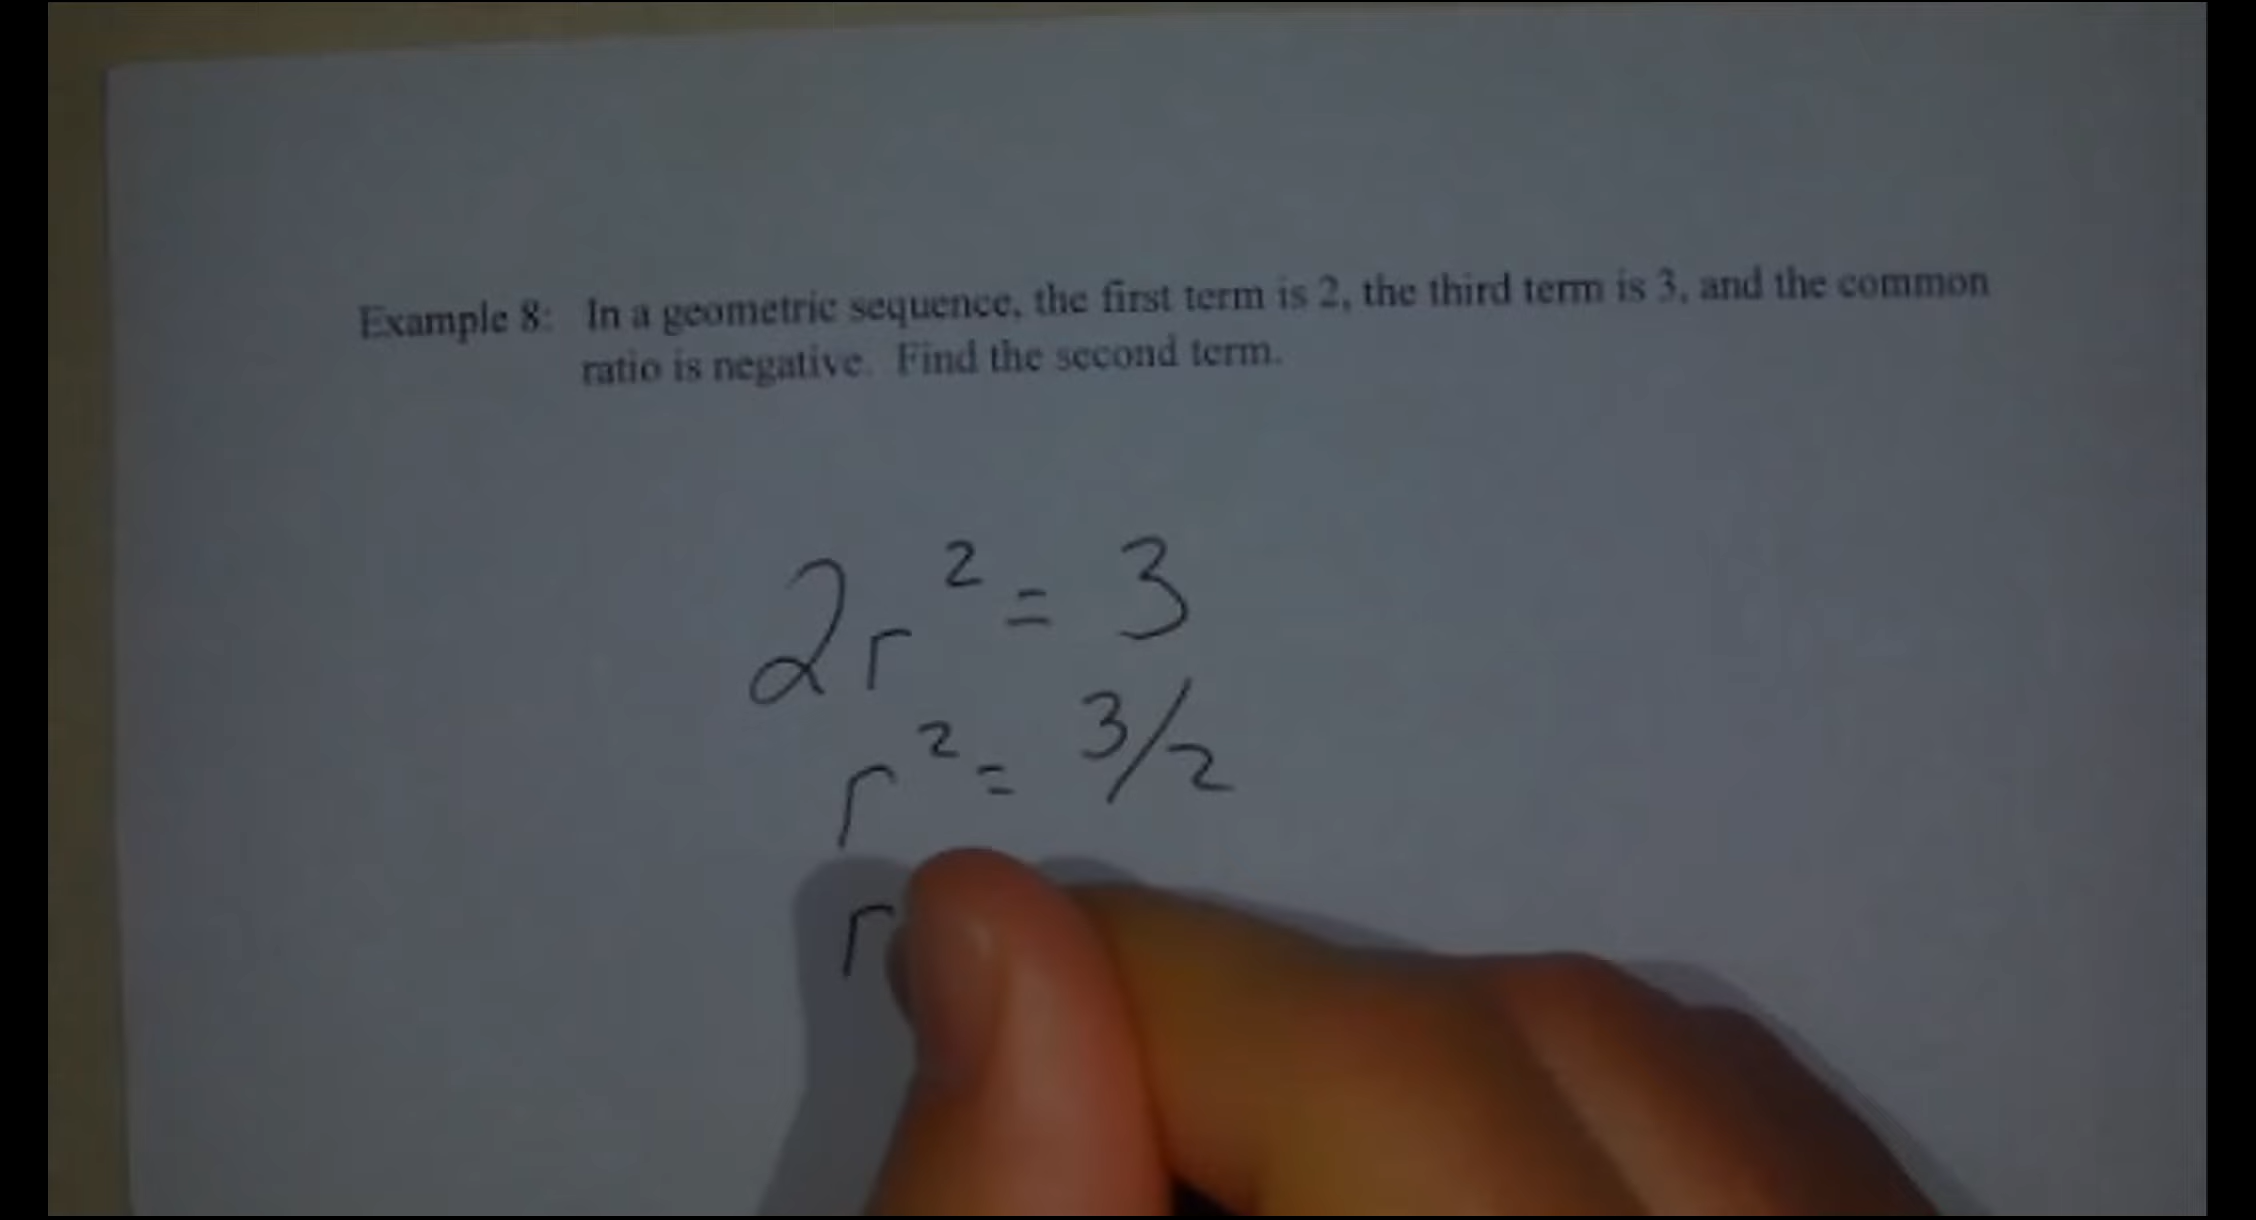 Example 8: In a geometric sequence, the first term is 2, the third term is 3, and the common
ratio is negative. Find the second term.
2r² = 3
r² = 3/2
r